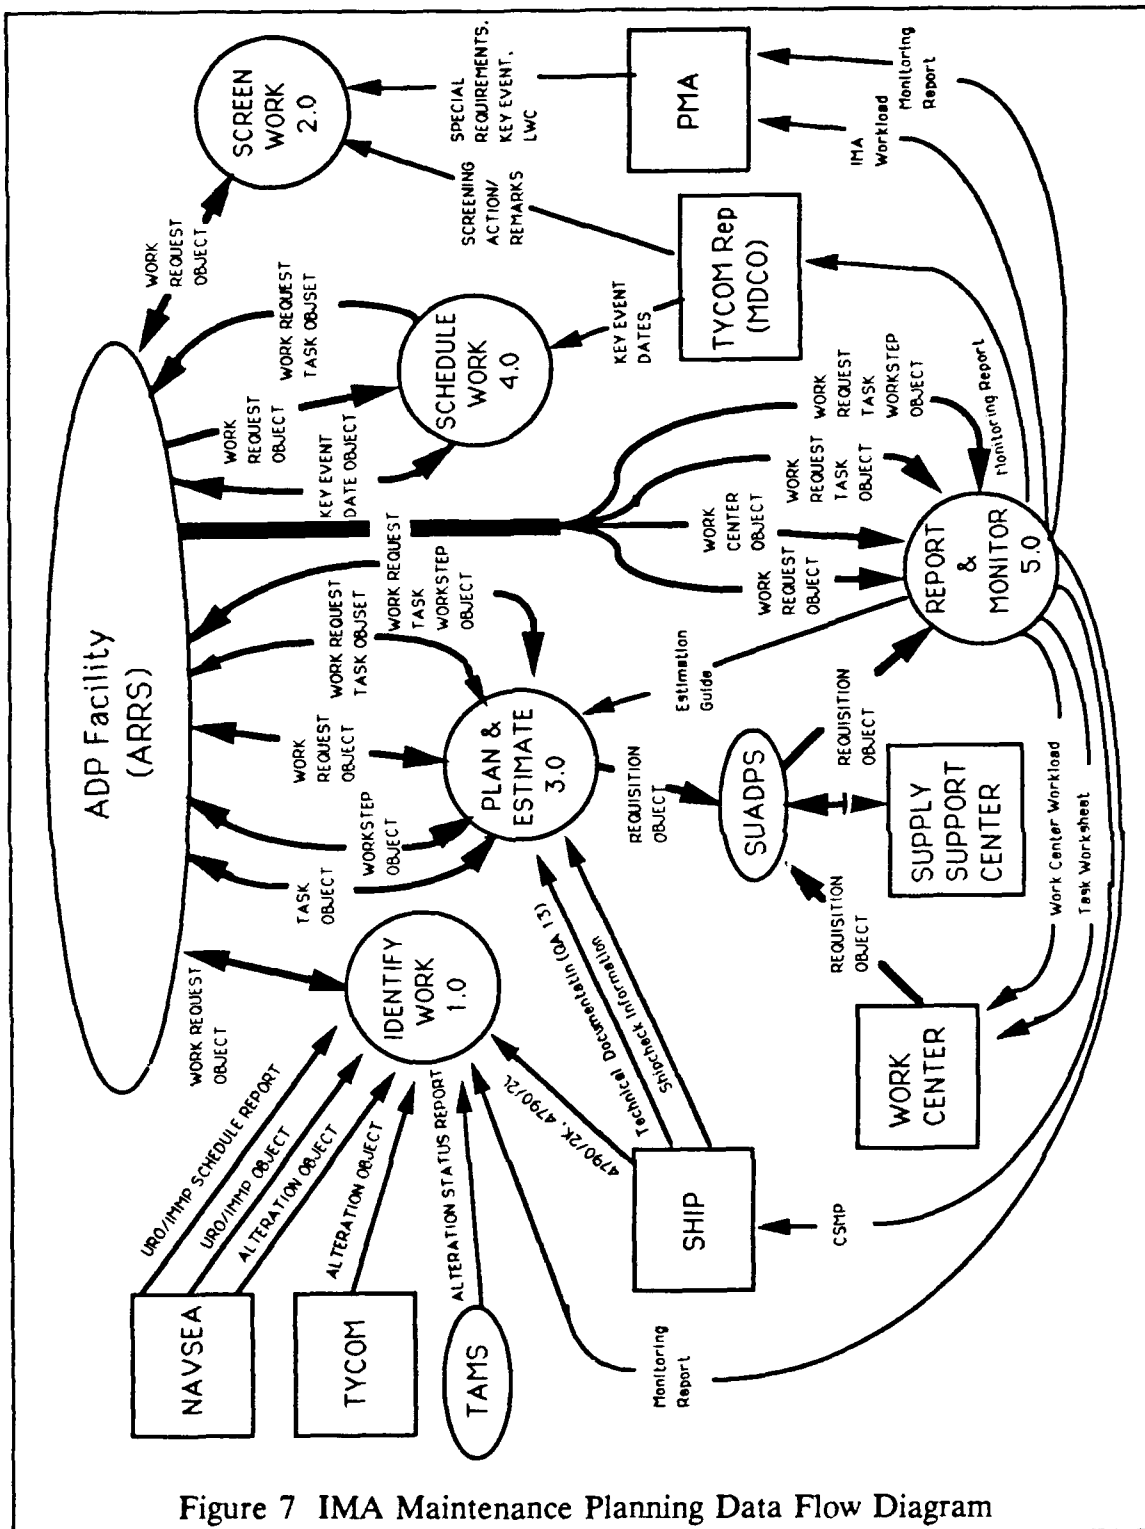 ADP Facility
(ARRS)
WORK REQUEST
OBJECT
TASK
OBJECT
WORKSTEP
OBJECT
WORK
REQUEST
OBJECT
WORK REQUEST
TASK OBJSET
WORK REQUEST
TASK
WORKSTEP
OBJECT
KEY EVENT
DATE OBJECT
WORK
REQUEST
OBJECT
WORK REQUEST
TASK OBJSET
WORK
REQUEST
OBJECT
NAVSEA
URO/IMMP SCHEDULE REPORT
URO/IMMP OBJECT
ALTERATION OBJECT
TYCOM
ALTERATION OBJECT
TAMS
ALTERATION STATUS REPORT
IDENTIFY
WORK
1.0
PLAN &
ESTIMATE
3.0
SCHEDULE
WORK
4.0
SCREEN
WORK
2.0
4790/2K, 4790/2L
Technical Documentatin (QA 13)
Shipcheck Information
REQUISITION
OBJECT
Estimation
Guide
WORK
REQUEST
OBJECT
WORK
CENTER
OBJECT
WORK
REQUEST
TASK
OBJECT
WORK
REQUEST
TASK
WORKSTEP
OBJECT
KEY EVENT
DATES
SCREENING
ACTION/
REMARKS
SPECIAL
REQUIREMENTS,
KEY EVENT,
LWC
SHIP
SUADPS
REQUISITION
OBJECT
REQUISITION
OBJECT
TYCOM Rep
(MDCO)
PMA
Monitoring
Report
CSMP
WORK
CENTER
SUPPLY
SUPPORT
CENTER
REPORT
&
MONITOR
5.0
Work Center Workload
Task Worksheet
Monitoring Report
IMA
Workload
Monitoring
Report
Figure 7 IMA Maintenance Planning Data Flow Diagram